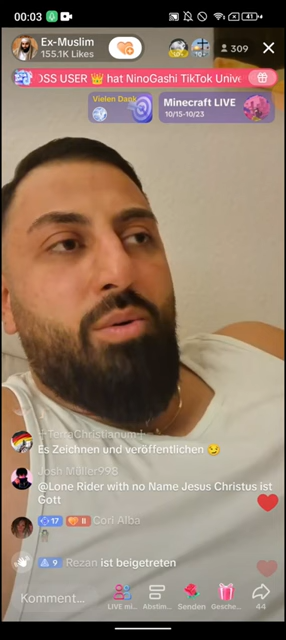 00:03
41
Ex-Muslim
155.1K Likes
309
OSS USER 👑 hat NinoGashi TikTok Unive
Vielen Dank
Minecraft LIVE
10/15-10/23
TerraChristianum
Es Zeichnen und veröffentlichen 😏
Josh Müller998
@Lone Rider with no Name Jesus Christus ist
Gott
17 II Cori Alba
9 Rezan ist beigetreten
Komment...
LIVE mi...
Abstim...
Senden
Gesche...
44